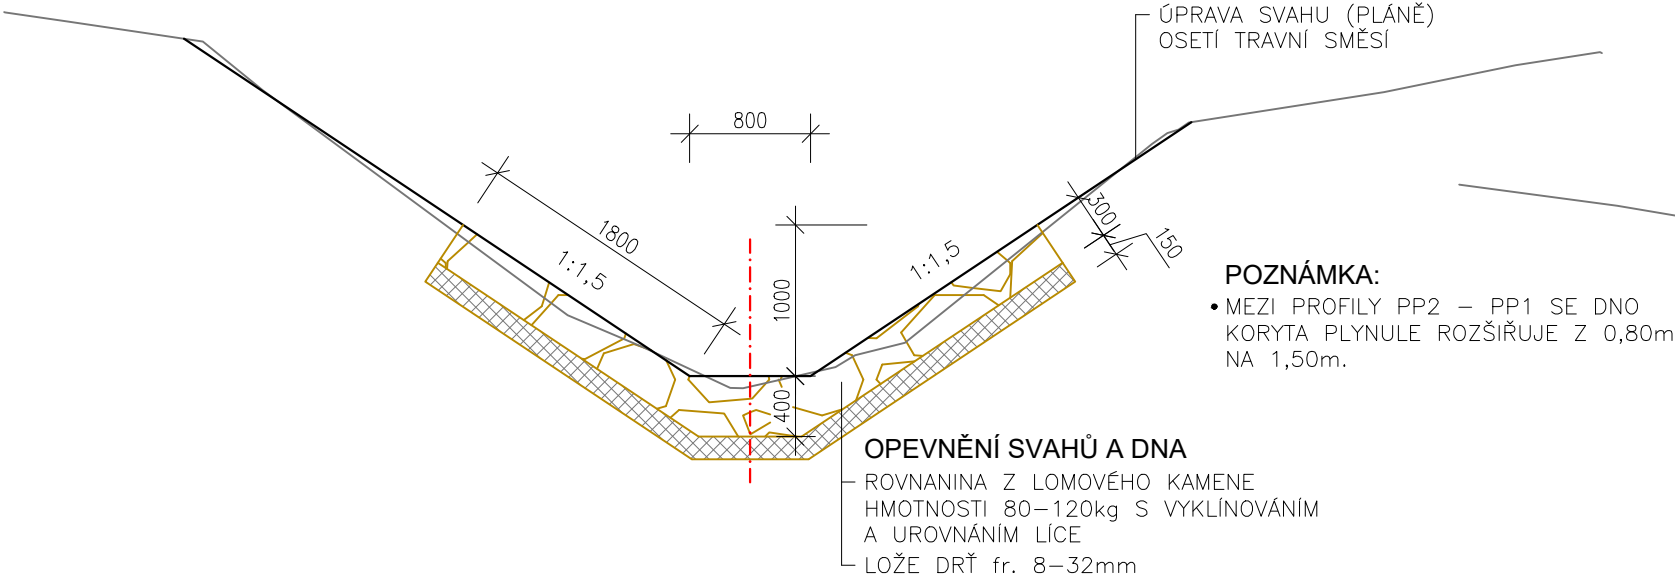 ÚPRAVA SVAHU (PLÁNĚ)
OSETÍ TRAVNÍ SMĚSÍ
800
1800
1:1,5
1000
400
1:1,5
300
150
POZNÁMKA:
• MEZI PROFILY PP2 – PP1 SE DNO
KORYTA PLYNULE ROZŠIŘUJE Z 0,80m
NA 1,50m.
OPEVNĚNÍ SVAHŮ A DNA
ROVNANINA Z LOMOVÉHO KAMENE
HMOTNOSTI 80–120kg S VYKLÍNOVÁNÍM
A UROVNÁNÍM LÍCE
LOŽE DRŤ fr. 8–32mm